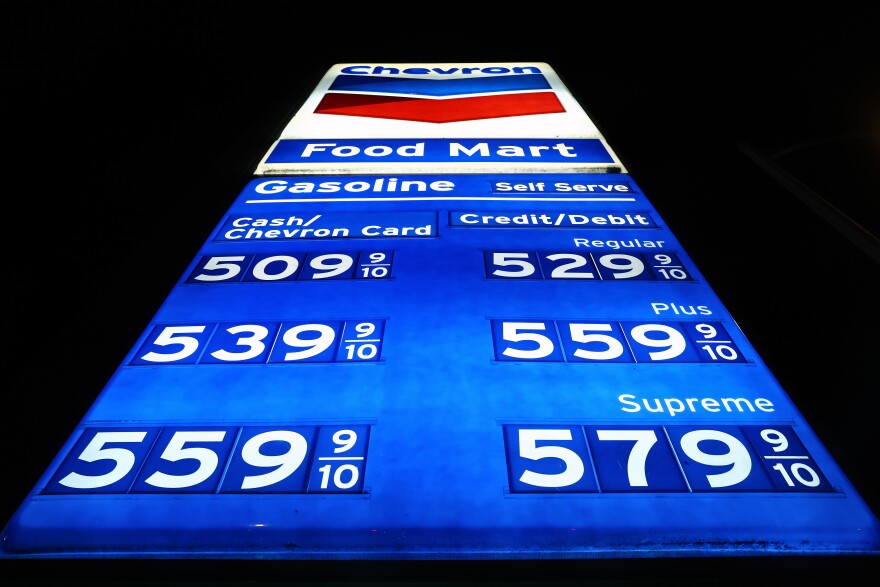 Chevron
Food Mart
Gasoline Self Serve
Cash/
Chevron Card
Credit/Debit
Regular
509 9/10 529 9/10
Plus
539 9/10 559 9/10
Supreme
559 9/10 579 9/10